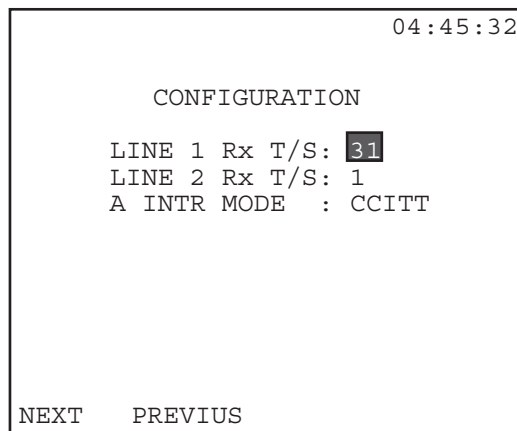 04:45:32
CONFIGURATION
LINE 1 Rx T/S: 31
LINE 2 Rx T/S: 1
A INTR MODE : CCITT
NEXT PREVIUS